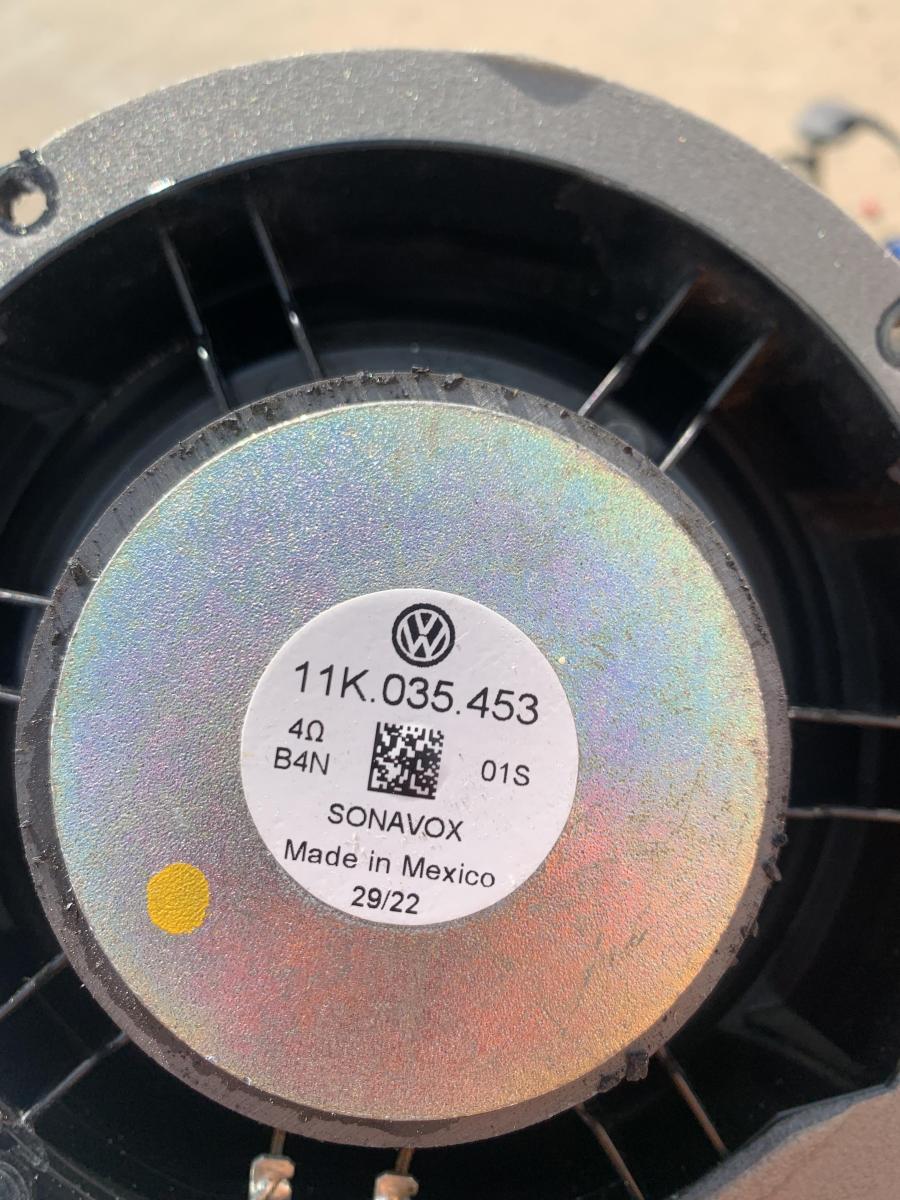 11K.035.453
4Ω
B4N
01S
SONAVOX
Made in Mexico
29/22